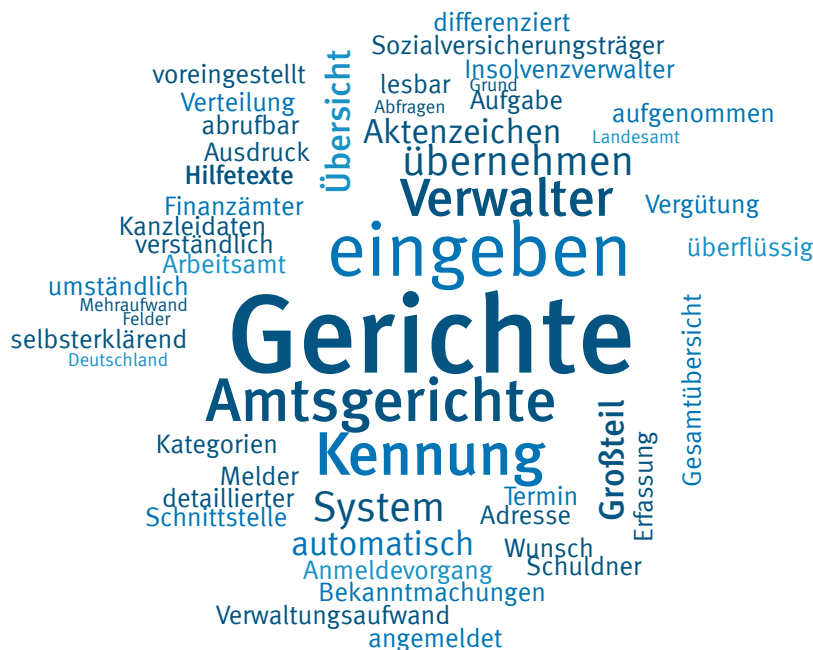 differenziert
Sozialversicherungsträger
Insolvenzverwalter
voreingestellt
lesbar
Grund
Übersicht
Verteilung
Abfragen
Aufgabe
aufgenommen
abrufbar
Aktenzeichen
Landesamt
Ausdruck
übernehmen
Hilfetexte
Verwalter
Finanzämter
Vergütung
Kanzleidaten
verständlich
eingeben
überflüssig
Arbeitsamt
umständlich
Mehraufwand
Felder
Gerichte
selbsterklärend
Deutschland
Gesamtübersicht
Amtsgerichte
Kategorien
Kennung
Großteil
Erfassung
Melder
detaillierter
System
Termin
Schnittstelle
Adresse
automatisch
Wunsch
Anmeldevorgang
Schuldner
Bekanntmachungen
Verwaltungsaufwand
angemeldet